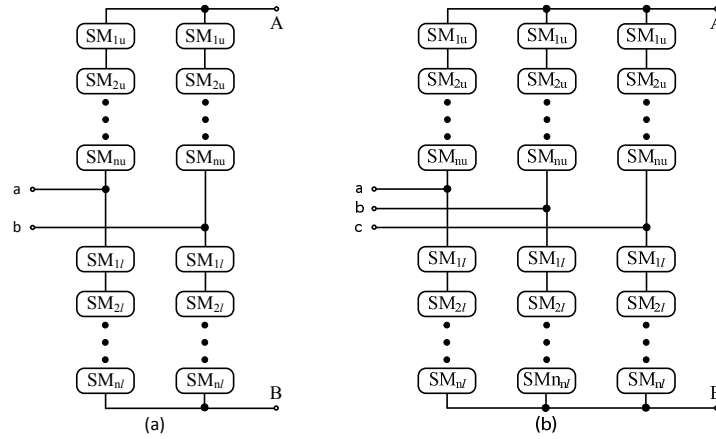 A
SM1u SM1u
SM2u SM2u
SMnu SMnu
a
b
SM1l SM1l
SM2l SM2l
SMnl SMnl
B
(a)
A
SM1u SM1u SM1u
SM2u SM2u SM2u
SMnu SMnu SMnu
a
b
c
SM1l SM1l SM1l
SM2l SM2l SM2l
SMnl SMnnl SMnl
B
(b)